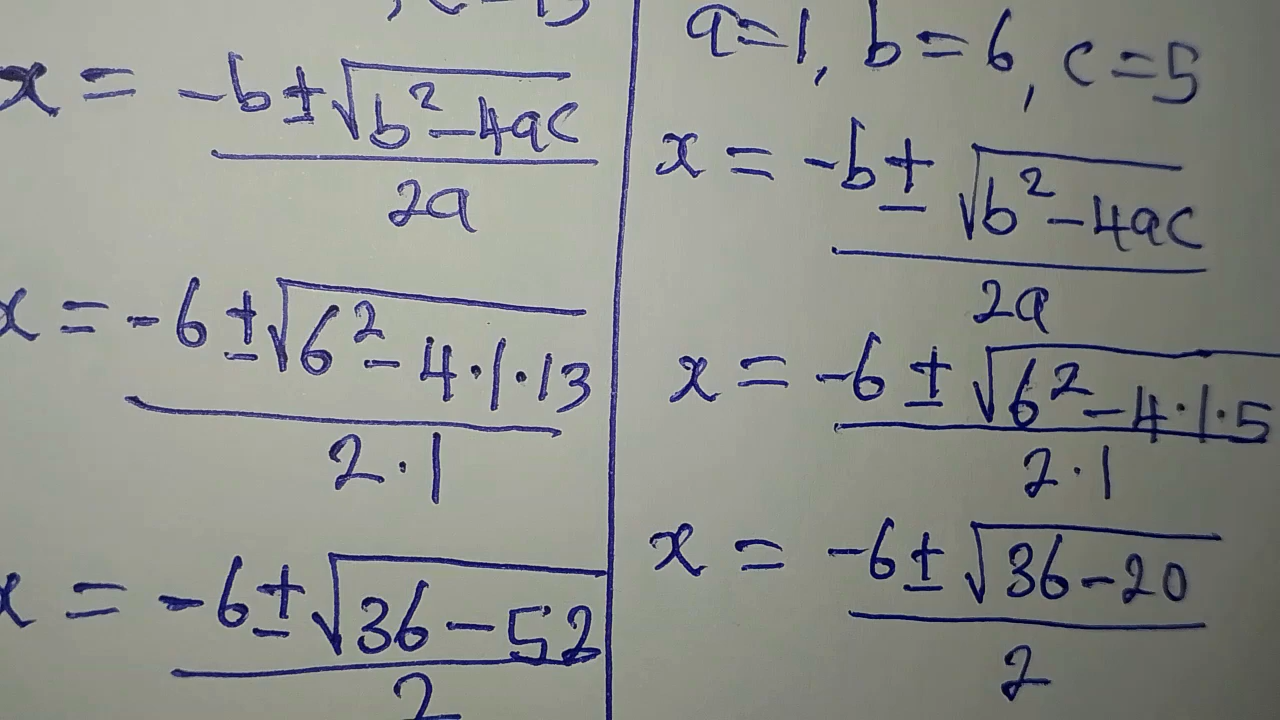 x = -b ± √b² - 4ac
2a
x = -6 ± √6² - 4·1·13
2·1
x = -6 ± √36 - 52
2
a=1, b=6, c=5
x = -b ± √b² - 4ac
2a
x = -6 ± √6² - 4·1·5
2·1
x = -6 ± √36 - 20
2